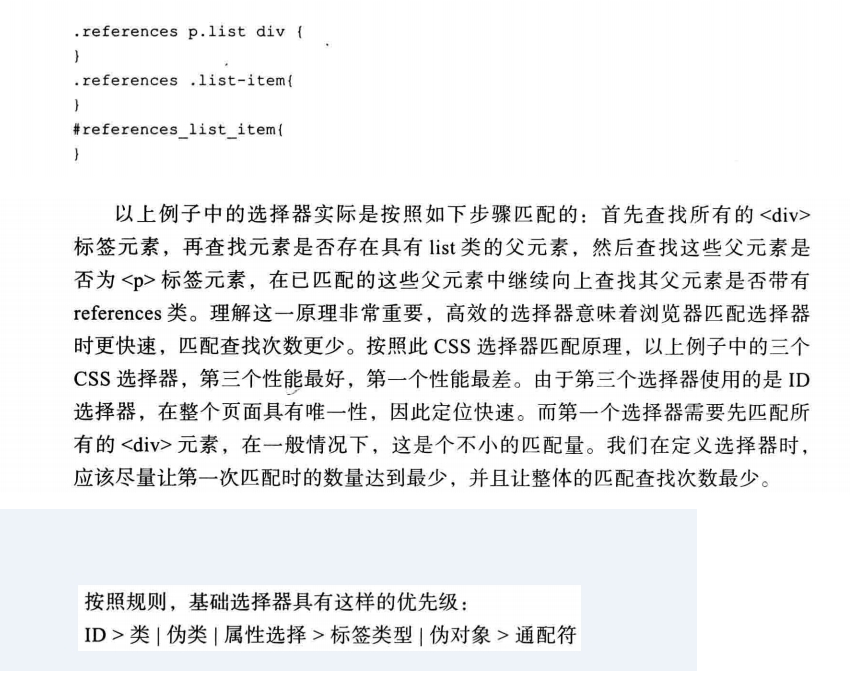 .references p.list div {
}
.references .list-item{
}
#references_list_item{
}
以上例子中的选择器实际是按照如下步骤匹配的：首先查找所有的 <div>
标签元素，再查找元素是否存在具有 list 类的父元素，然后查找这些父元素是
否为 <p> 标签元素，在已匹配的这些父元素中继续向上查找其父元素是否带有
references 类。理解这一原理非常重要，高效的选择器意味着浏览器匹配选择器
时更快速，匹配查找次数更少。按照此 CSS 选择器匹配原理，以上例子中的三个
CSS 选择器，第三个性能最好，第一个性能最差。由于第三个选择器使用的是 ID
选择器，在整个页面具有唯一性，因此定位快速。而第一个选择器需要先匹配所
有的 <div> 元素，在一般情况下，这是个不小的匹配量。我们在定义选择器时，
应该尽量让第一次匹配时的数量达到最少，并且让整体的匹配查找次数最少。
按照规则，基础选择器具有这样的优先级：
ID > 类 | 伪类 | 属性选择 > 标签类型 | 伪对象 > 通配符